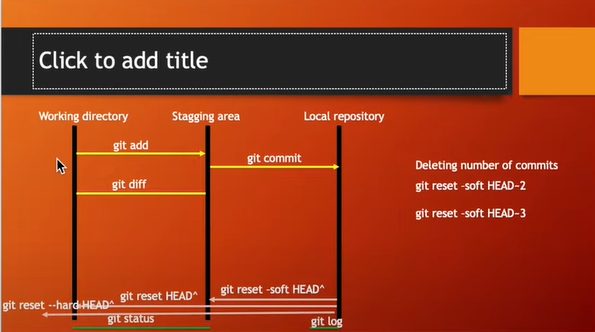 Click to add title
Working directory
Stagging area
Local repository
git add
git commit
git diff
Deleting number of commits
git reset -soft HEAD~2
git reset -soft HEAD~3
git reset -soft HEAD^
git reset HEAD^
git reset --hard HEAD^
git status
git log